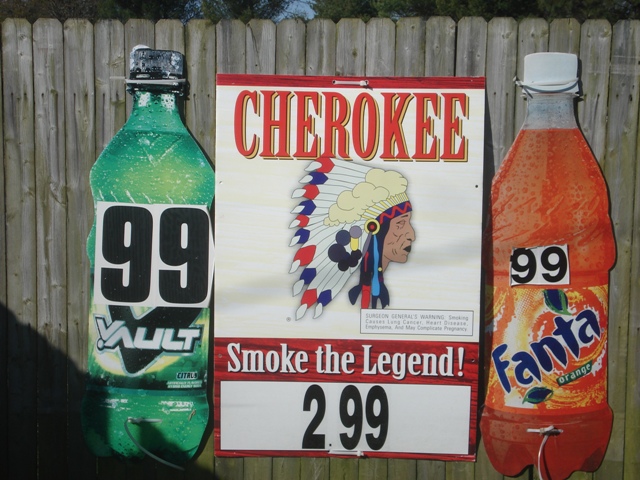 99
VAULT
CITRUS
CHEROKEE
®
SURGEON GENERAL'S WARNING: Smoking
Causes Lung Cancer, Heart Disease,
Emphysema, And May Complicate Pregnancy.
Smoke the Legend!
2 99
99
Fanta
orange